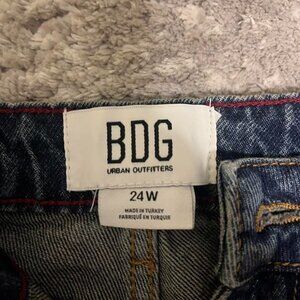 BDG
URBAN OUTFITTERS
24W
MADE IN TURKEY
FABRIQUÉ EN TURQUIE